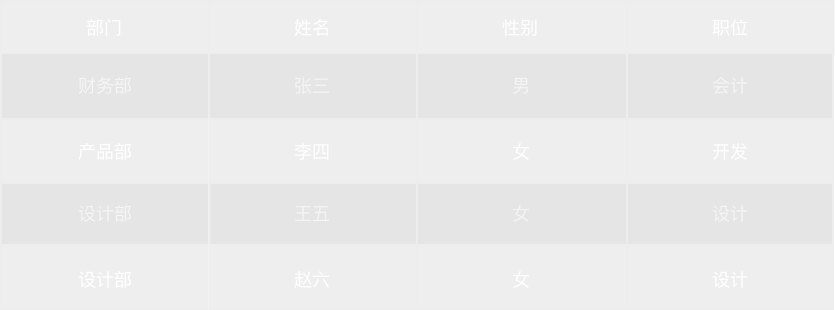 部门 姓名 性别 职位
财务部 张三 男 会计
产品部 李四 女 开发
设计部 王五 女 设计
设计部 赵六 女 设计